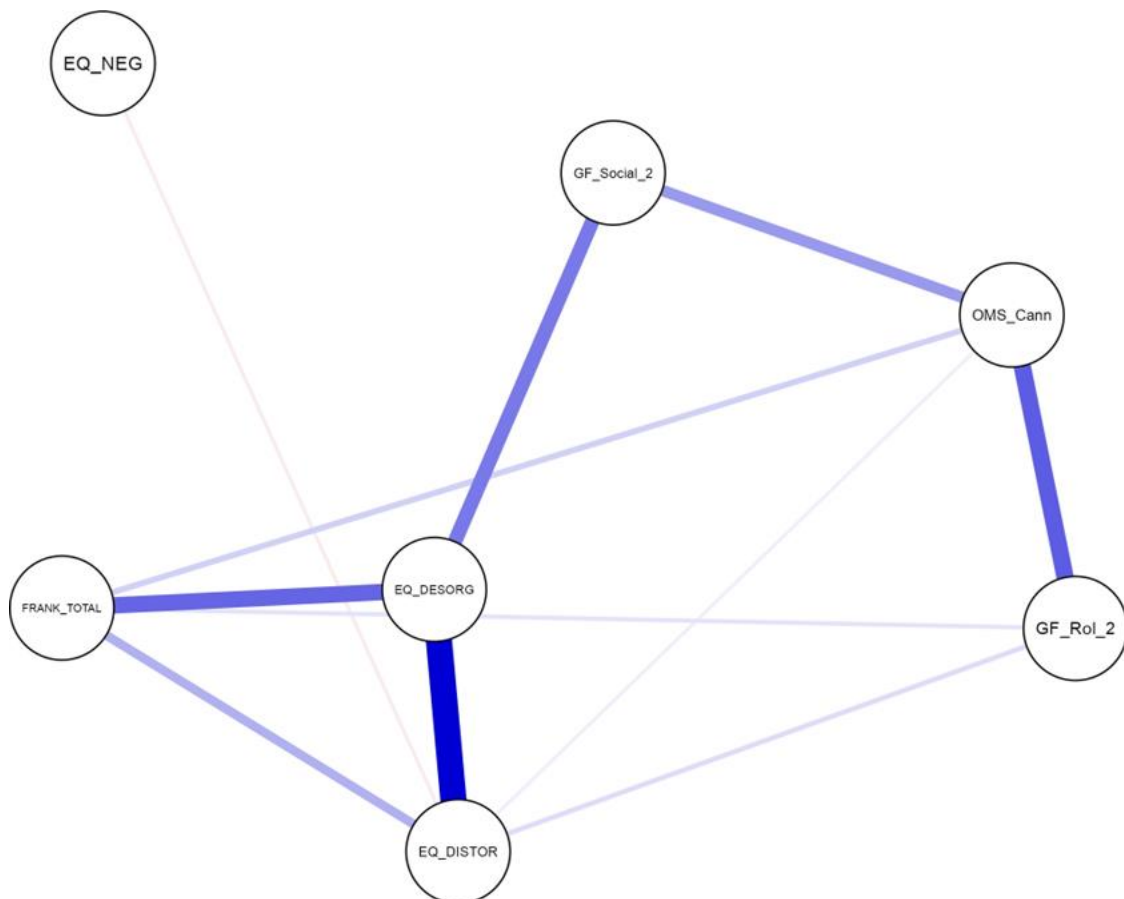 EQ_NEG
GF_Social_2
OMS_Cann
EQ_DESORG
FRANK_TOTAL
GF_Rol_2
EQ_DISTOR